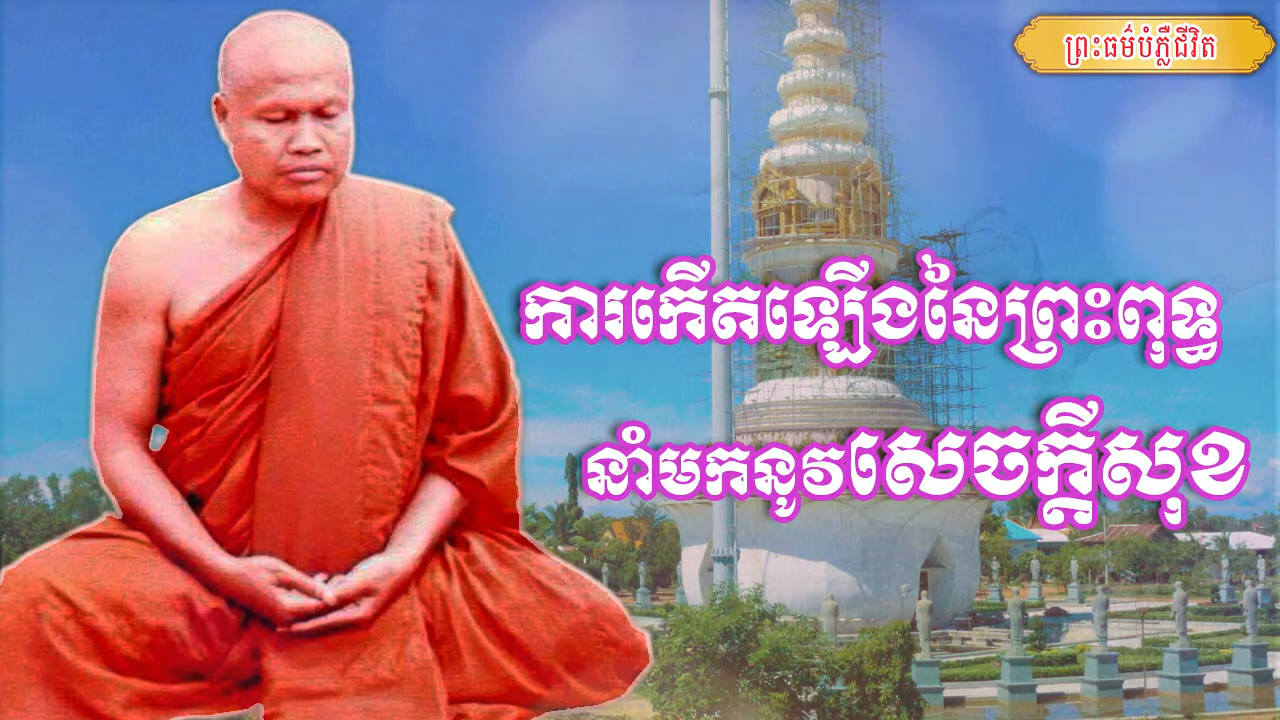 ព្រះធម៌បំភ្លឺជីវិត
ការកើតឡើងនៃព្រះពុទ្ធ
នាំមកនូវសេចក្តីសុខ